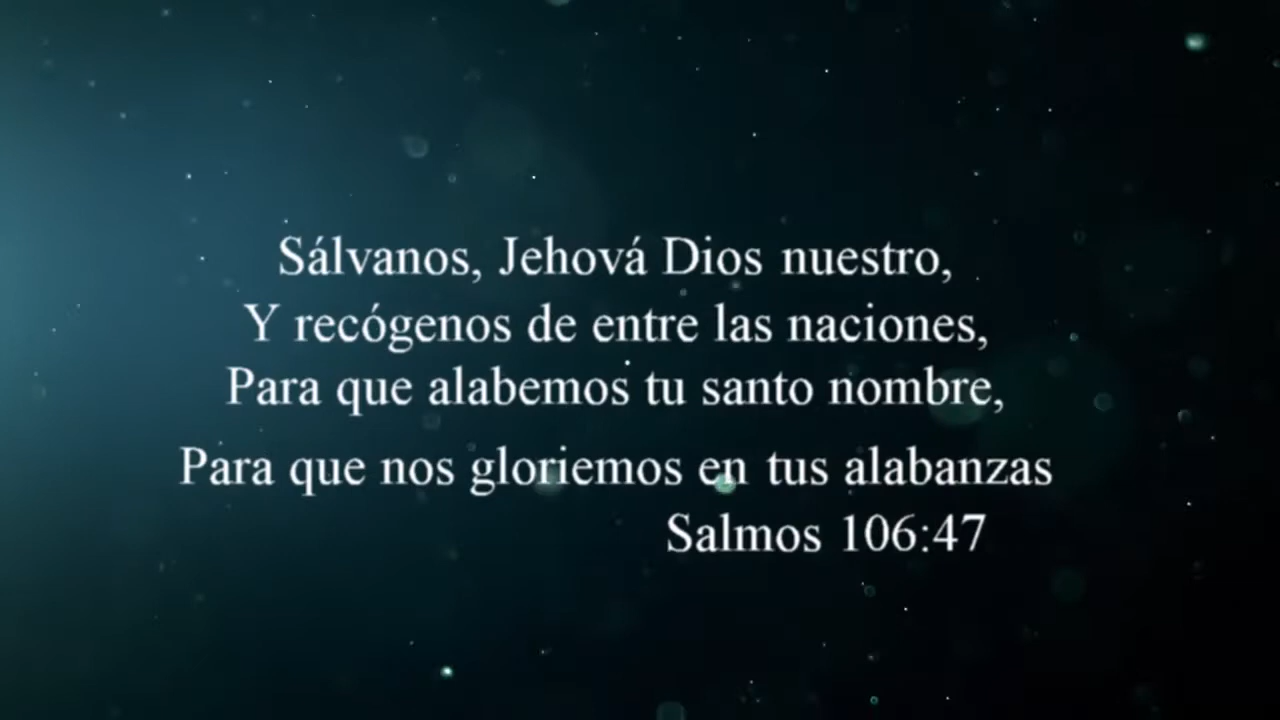 Sálvanos, Jehová Dios nuestro,
Y recógenos de entre las naciones,
Para que alabemos tu santo nombre,
Para que nos gloriemos en tus alabanzas
Salmos 106:47